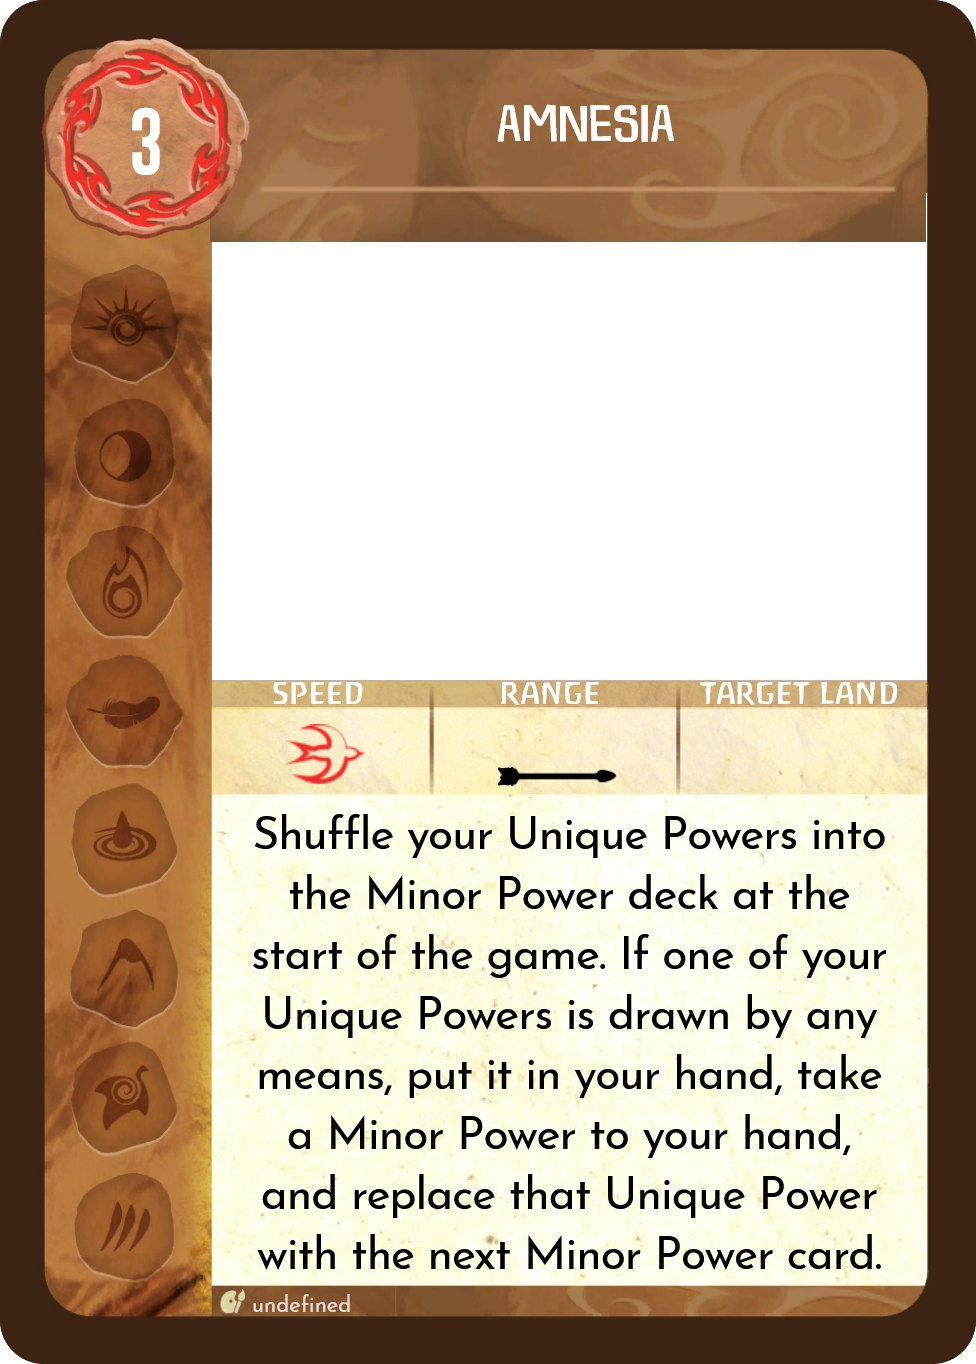 3
AMNESIA
SPEED RANGE TARGET LAND
Shuffle your Unique Powers into
the Minor Power deck at the
start of the game. If one of your
Unique Powers is drawn by any
means, put it in your hand, take
a Minor Power to your hand,
and replace that Unique Power
with the next Minor Power card.
undefined